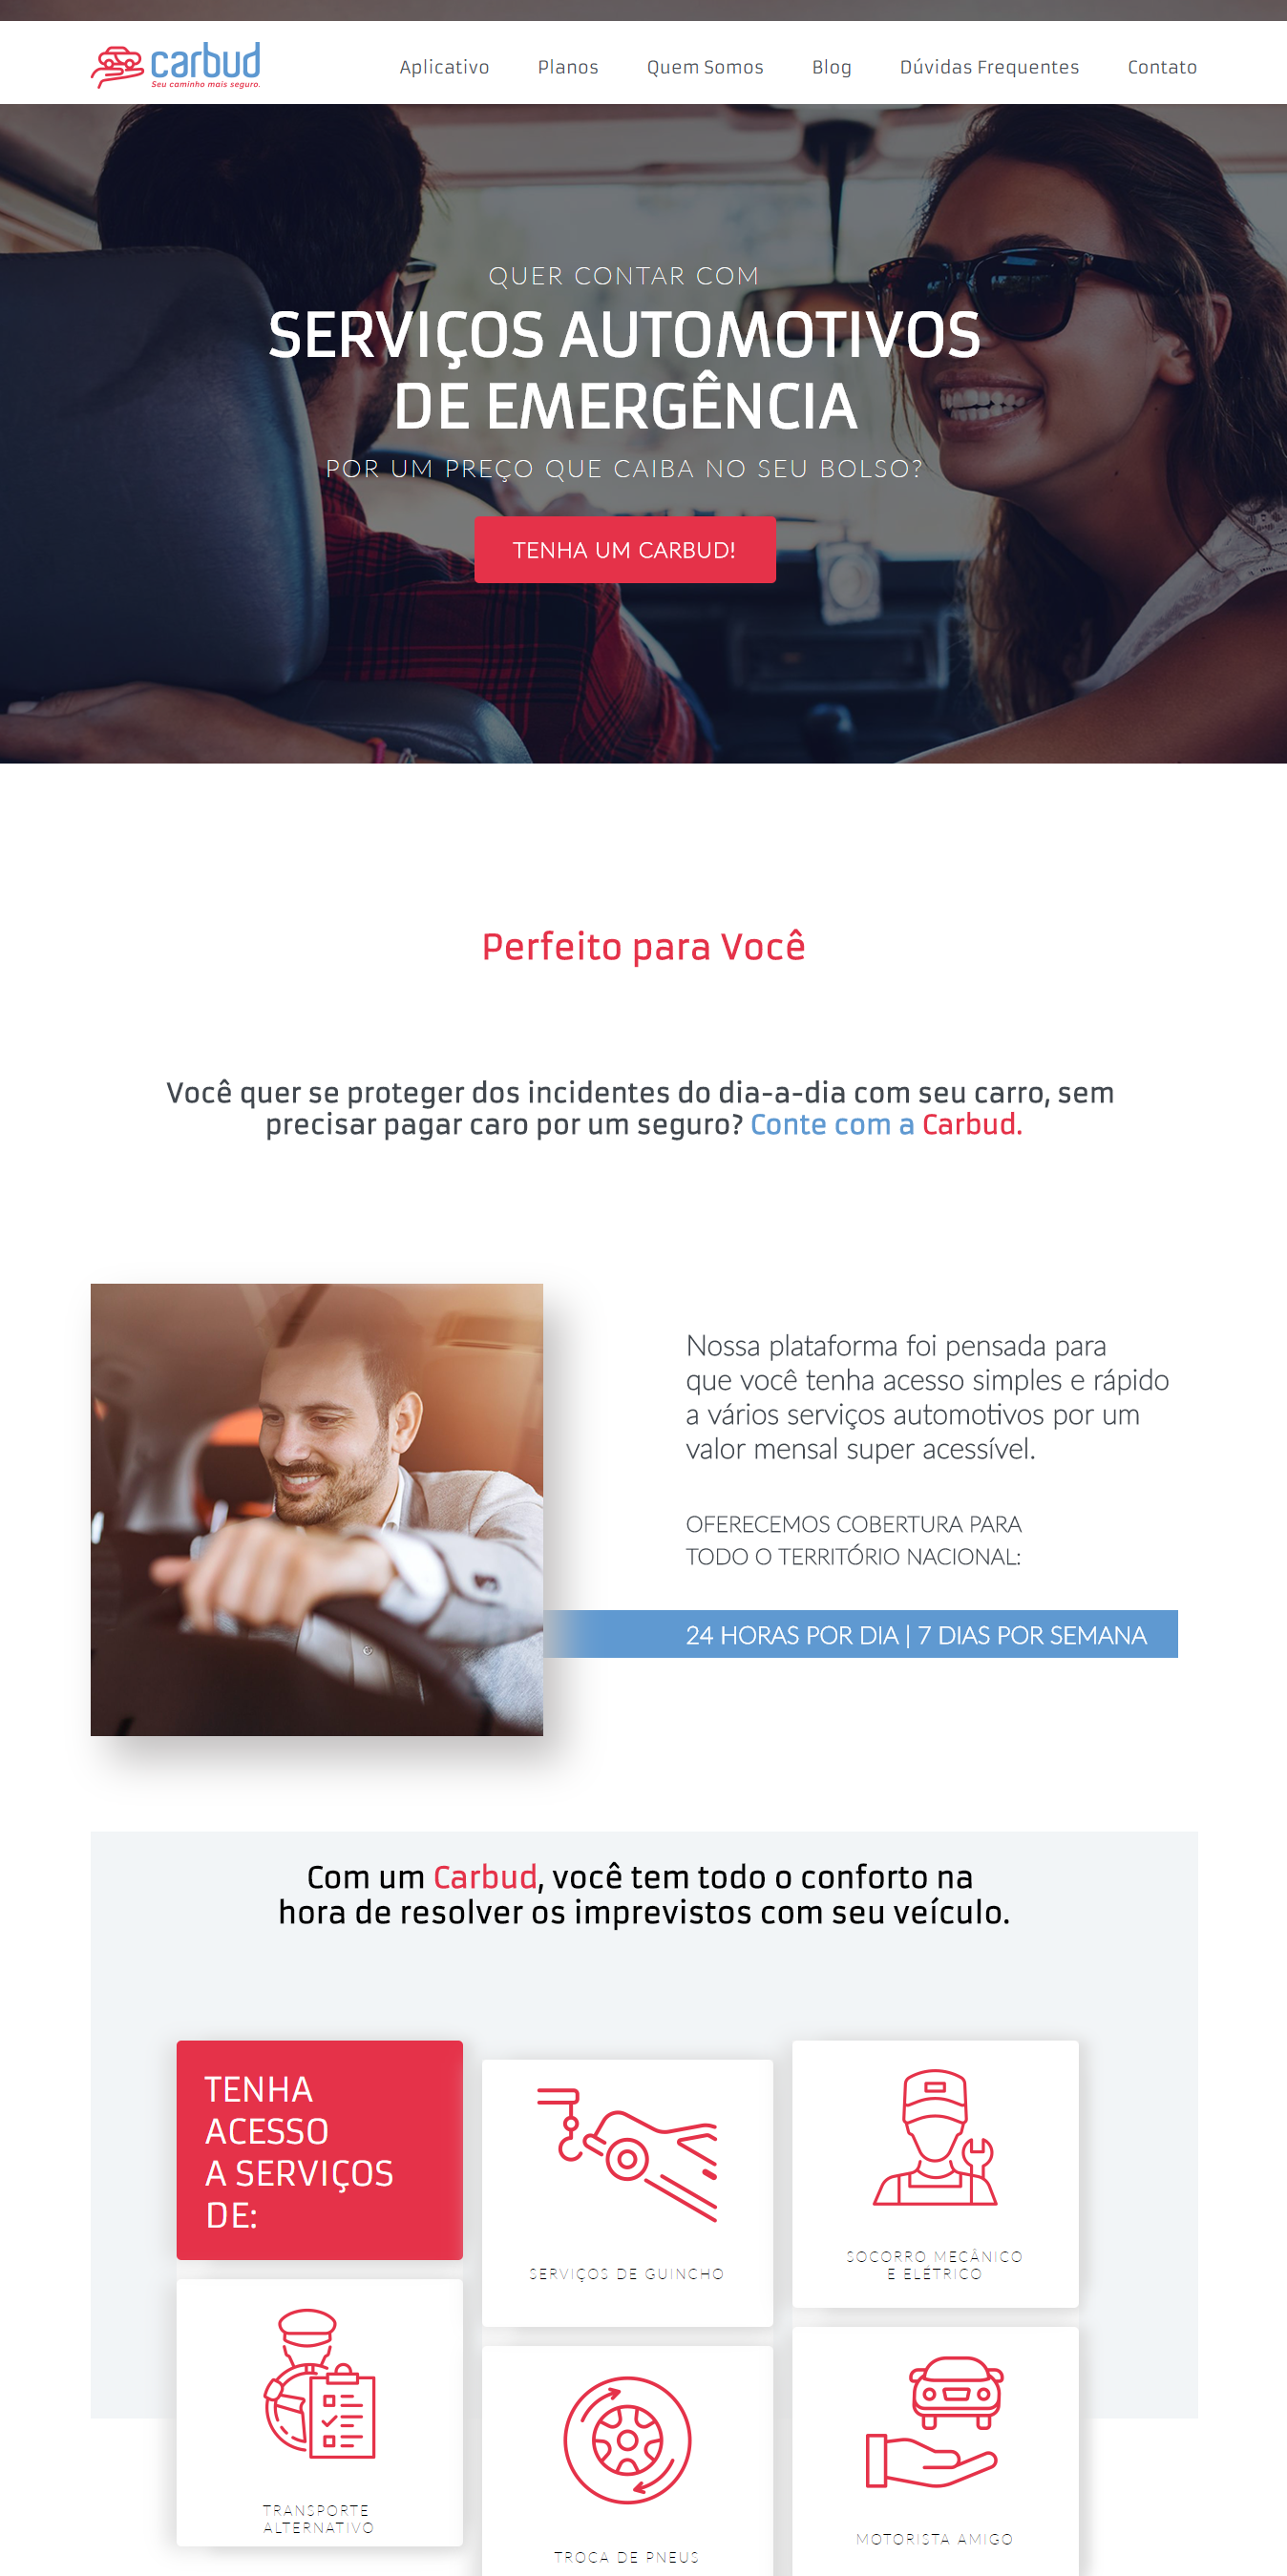 carbud
Seu caminho mais seguro.
Aplicativo
Planos
Quem Somos
Blog
Dúvidas Frequentes
Contato
QUER CONTAR COM
SERVIÇOS AUTOMOTIVOS
DE EMERGÊNCIA
POR UM PREÇO QUE CAIBA NO SEU BOLSO?
TENHA UM CARBUD!
Perfeito para Você
Você quer se proteger dos incidentes do dia-a-dia com seu carro, sem
precisar pagar caro por um seguro? Conte com a Carbud.
Nossa plataforma foi pensada para
que você tenha acesso simples e rápido
a vários serviços automotivos por um
valor mensal super acessível.
OFERECEMOS COBERTURA PARA
TODO O TERRITÓRIO NACIONAL:
24 HORAS POR DIA | 7 DIAS POR SEMANA
Com um Carbud, você tem todo o conforto na
hora de resolver os imprevistos com seu veículo.
TENHA
ACESSO
A SERVIÇOS
DE:
SERVIÇOS DE GUINCHO
SOCORRO MECÂNICO
E ELÉTRICO
TRANSPORTE
ALTERNATIVO
TROCA DE PNEUS
MOTORISTA AMIGO